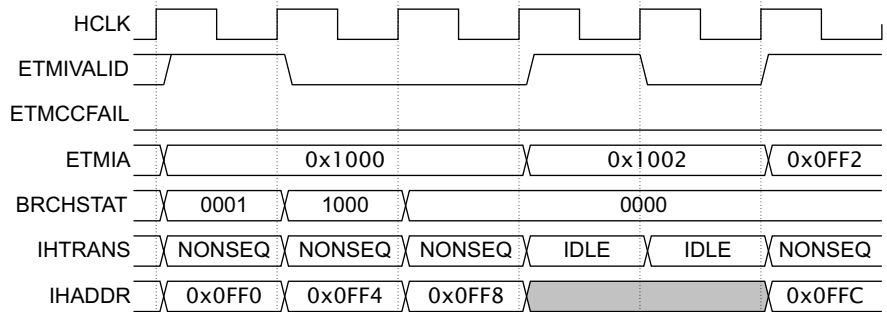 HCLK
ETMIVALID
ETMCCFAIL
ETMIA 0x1000 0x1002 0x0FF2
BRCHSTAT 0001 1000 0000
IHTRANS NONSEQ NONSEQ NONSEQ IDLE IDLE NONSEQ
IHADDR 0x0FF0 0x0FF4 0x0FF8 0x0FFC